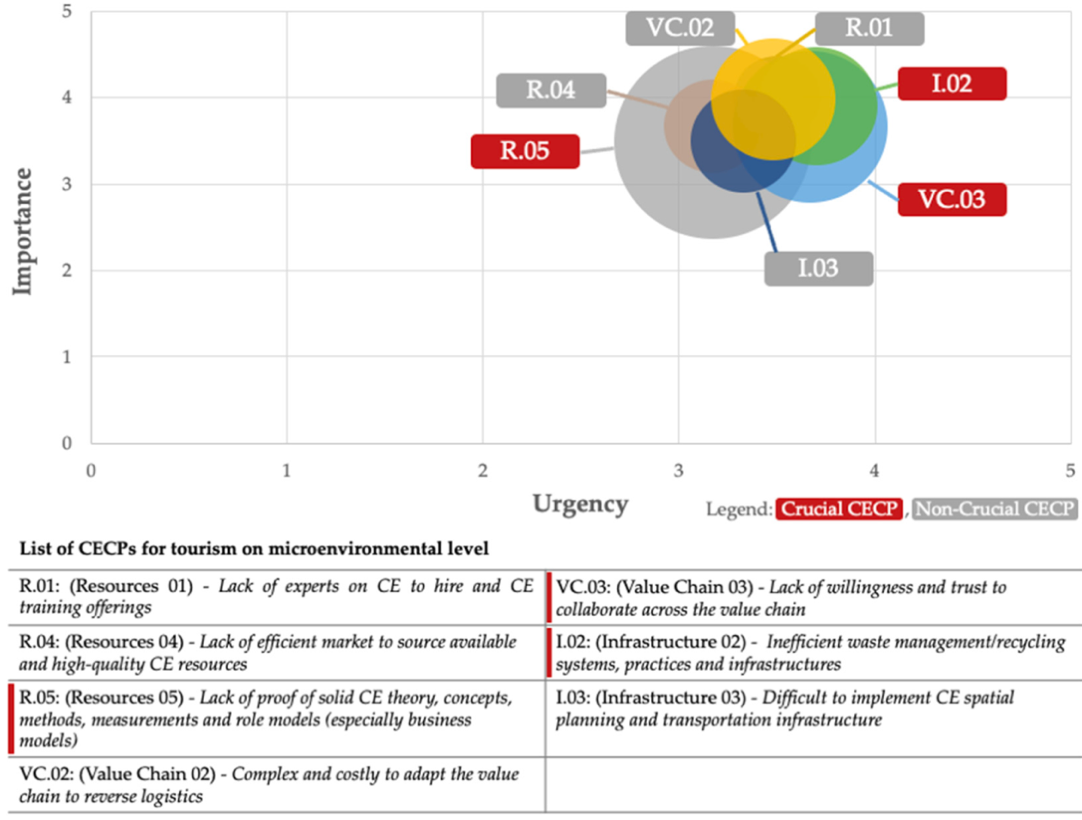 5
VC.02
R.01
4
R.04
I.02
R.05
3
VC.03
I.03
2
1
0
Importance
0 1 2 3 4 5
Urgency
Legend: Crucial CECP , Non-Crucial CECP
List of CECPs for tourism on microenvironmental level
R.01: (Resources 01) - Lack of experts on CE to hire and CE
training offerings
VC.03: (Value Chain 03) - Lack of willingness and trust to
collaborate across the value chain
R.04: (Resources 04) - Lack of efficient market to source available
and high-quality CE resources
I.02: (Infrastructure 02) - Inefficient waste management/recycling
systems, practices and infrastructures
R.05: (Resources 05) - Lack of proof of solid CE theory, concepts,
methods, measurements and role models (especially business
models)
I.03: (Infrastructure 03) - Difficult to implement CE spatial
planning and transportation infrastructure
VC.02: (Value Chain 02) - Complex and costly to adapt the value
chain to reverse logistics